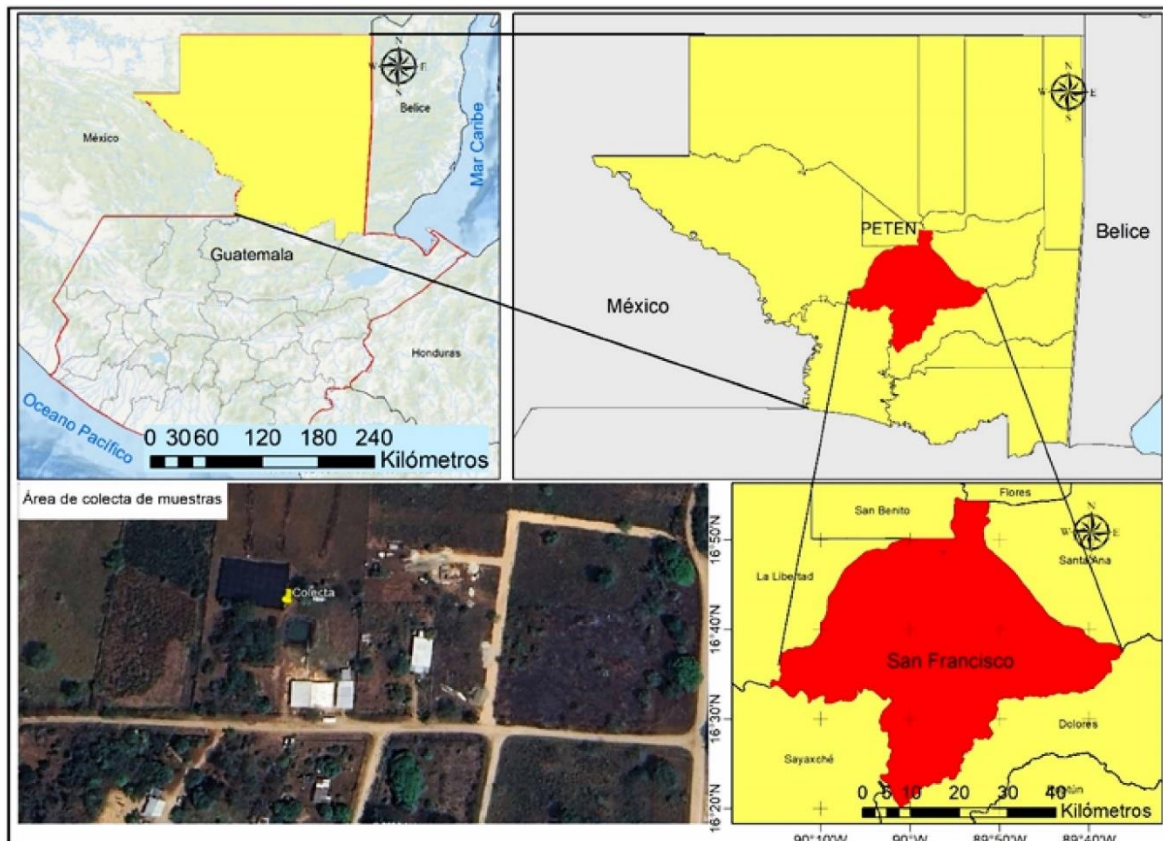 N
W E
Belice
México
Mar Caribe
Guatemala
Honduras
Oceano Pacífico
0 30 60 120 180 240
Kilómetros
N
W E
S
PETEN
Belice
México
Área de colecta de muestras
Colecta
Flores
San Benito
N
W E
Santa Ana
La Libertad
San Francisco
Dolores
Sayaxché
0 5 10 20 30 40
Kilómetros
16°50'N
16°40'N
16°30'N
16°20'N
90°10'W 90°W 89°50'W 89°40'W